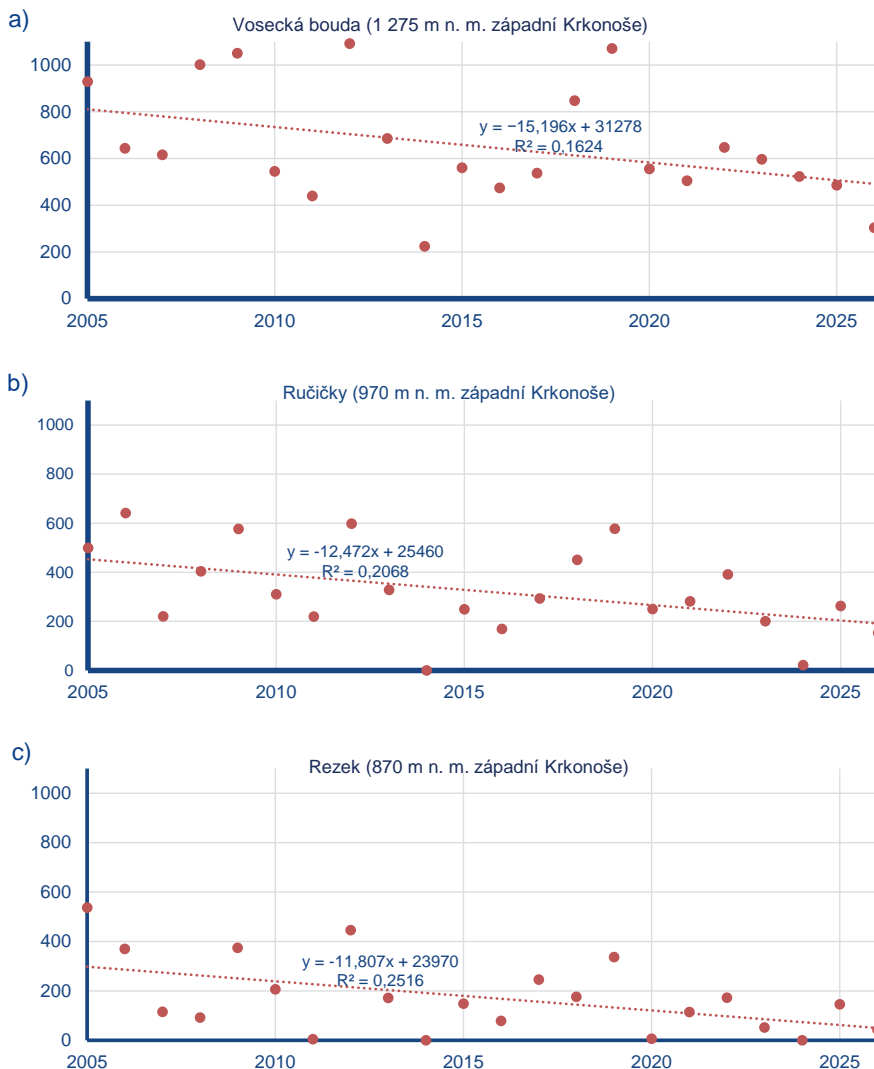 a)
Vosecká bouda (1 275 m n. m. západní Krkonoše)
1000
800
600
400
200
0
y = −15,196x + 31278
R² = 0,1624
2005 2010 2015 2020 2025
b)
Ručičky (970 m n. m. západní Krkonoše)
1000
800
600
400
200
0
y = -12,472x + 25460
R² = 0,2068
2005 2010 2015 2020 2025
c)
Rezek (870 m n. m. západní Krkonoše)
1000
800
600
400
200
0
y = -11,807x + 23970
R² = 0,2516
2005 2010 2015 2020 2025